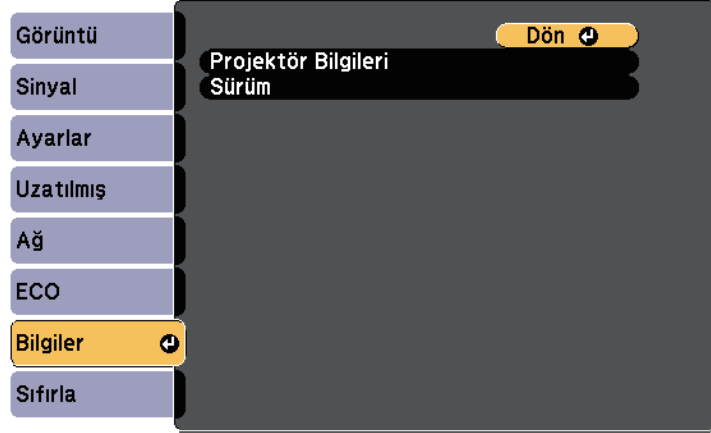 Görüntü
Sinyal
Ayarlar
Uzatılmış
Ağ
ECO
Bilgiler
Sıfırla
Dön
Projektör Bilgileri
Sürüm